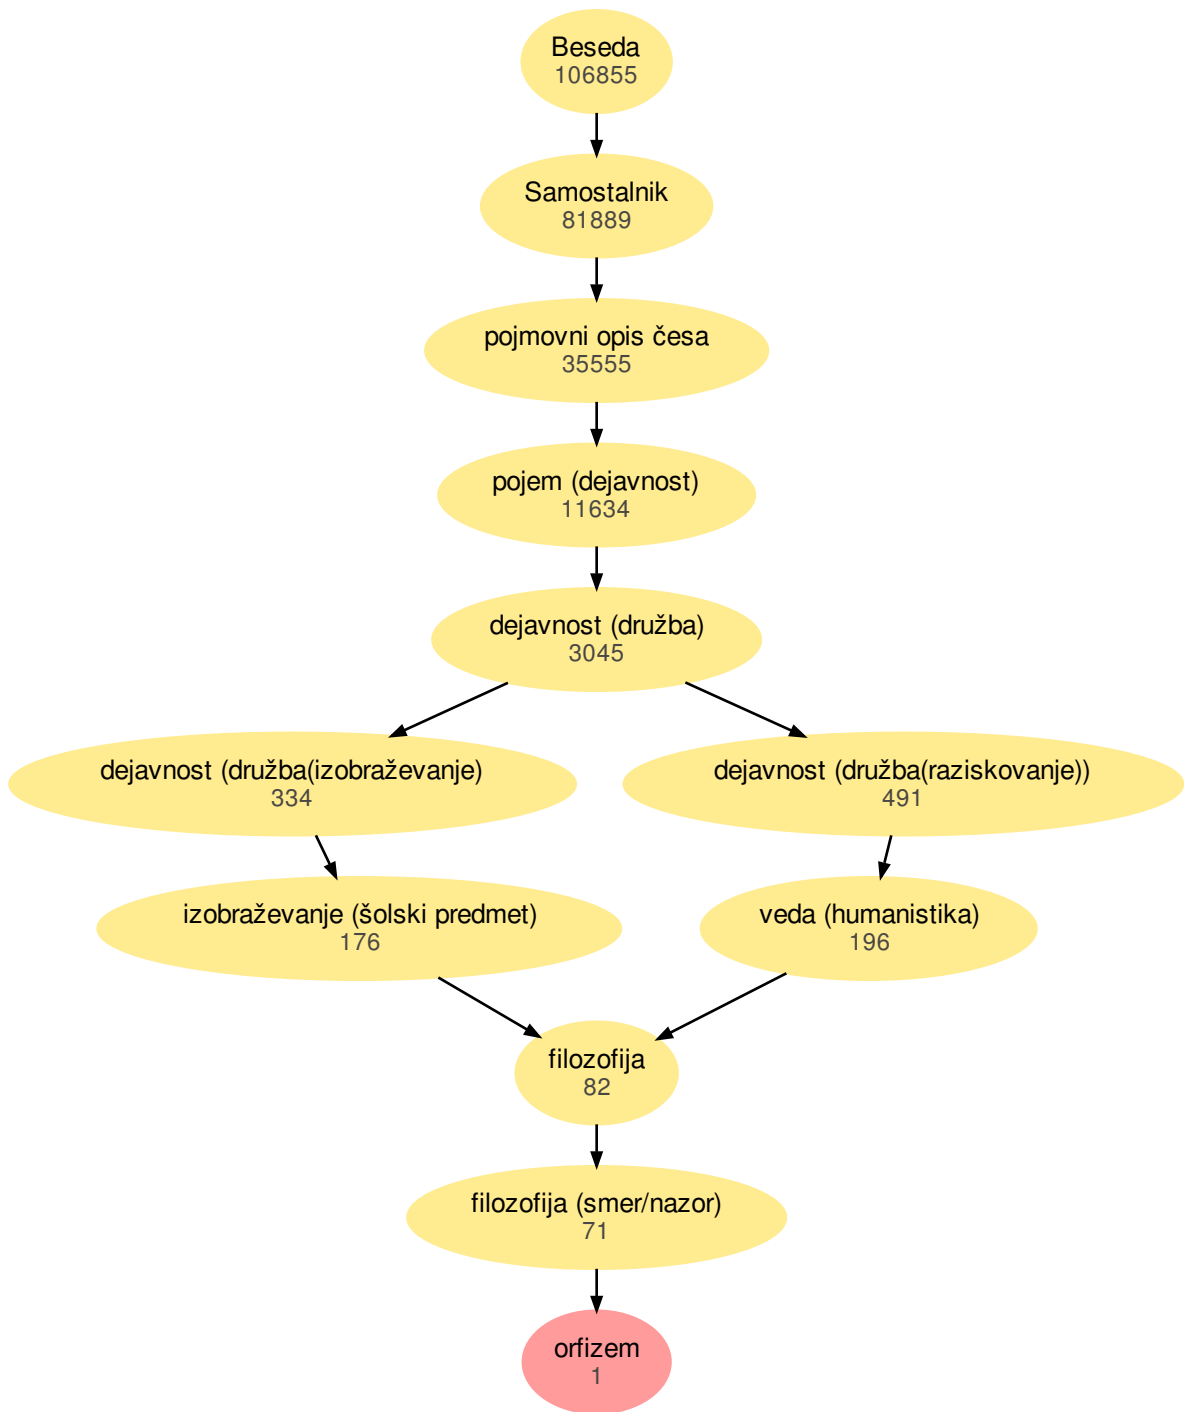 Beseda
106855
Samostalnik
81889
pojmovni opis česa
35555
pojem (dejavnost)
11634
dejavnost (družba)
3045
dejavnost (družba(izobraževanje)
334
dejavnost (družba(raziskovanje))
491
izobraževanje (šolski predmet)
176
veda (humanistika)
196
filozofija
82
filozofija (smer/nazor)
71
orfizem
1